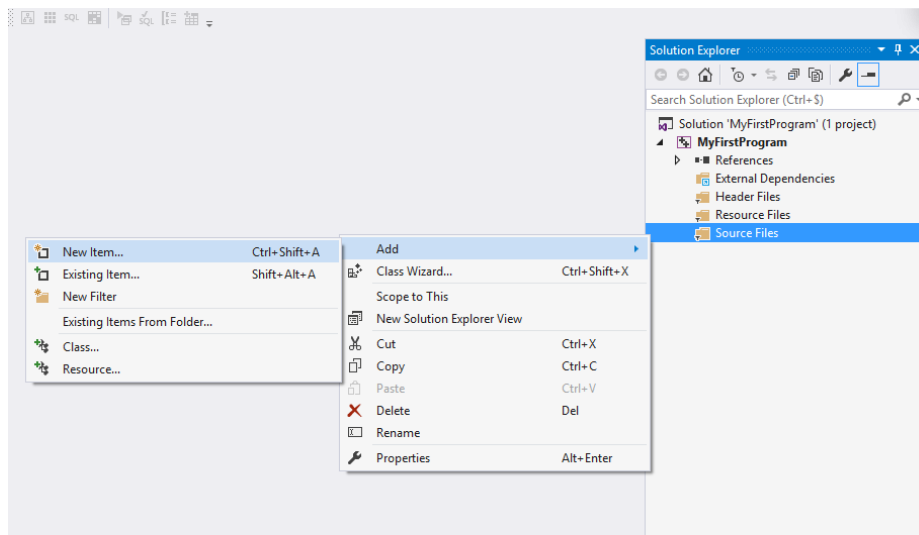 SQL
SQL
Solution Explorer
Search Solution Explorer (Ctrl+$)
Solution 'MyFirstProgram' (1 project)
MyFirstProgram
References
External Dependencies
Header Files
Resource Files
Source Files
New Item... Ctrl+Shift+A
Existing Item... Shift+Alt+A
New Filter
Existing Items From Folder...
Class...
Resource...
Add
Class Wizard... Ctrl+Shift+X
Scope to This
New Solution Explorer View
Cut Ctrl+X
Copy Ctrl+C
Paste Ctrl+V
Delete Del
Rename
Properties Alt+Enter